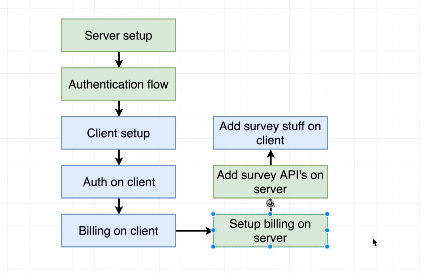 Server setup
Authentication flow
Client setup
Auth on client
Billing on client
Add survey stuff on
client
Add survey API's on
server
Setup billing on
server